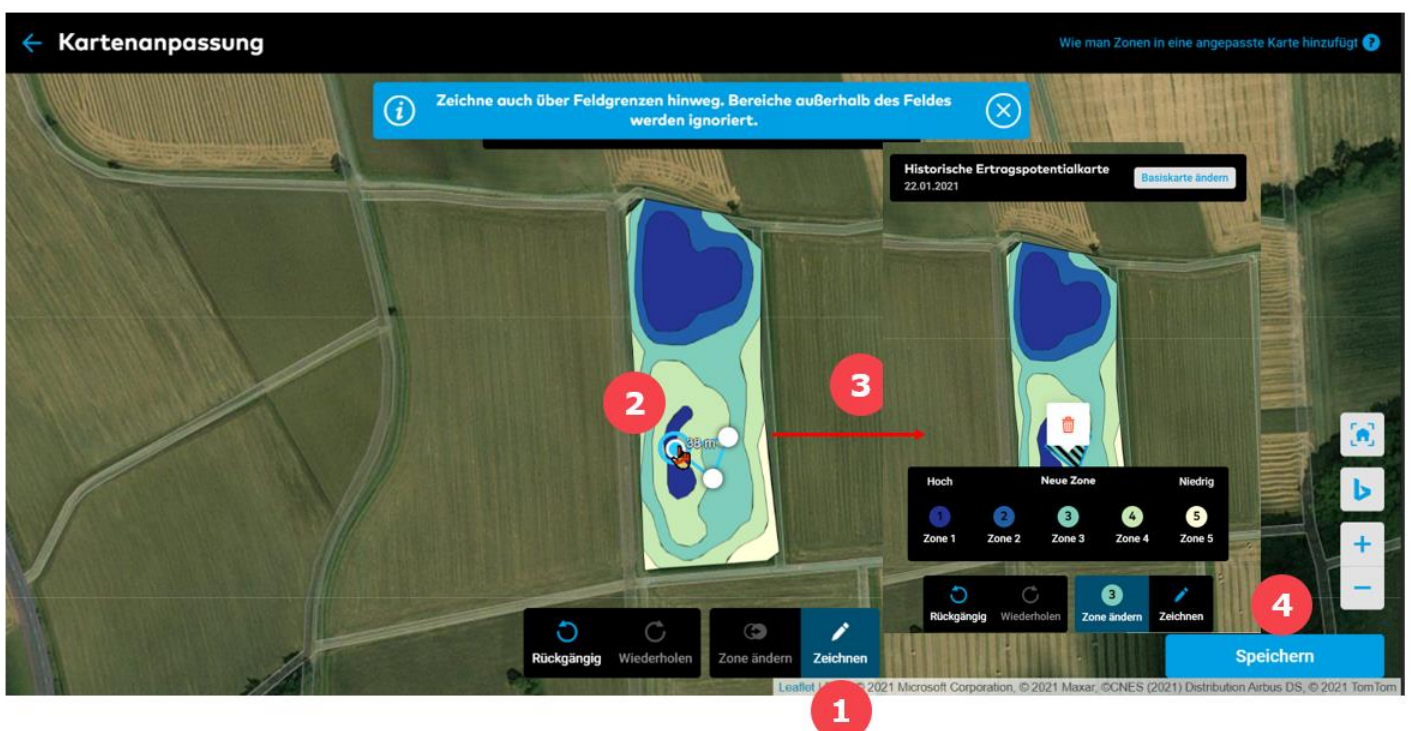 Kartenanpassung
Wie man Zonen in eine angepasste Karte hinzufügt ?
Zeichne auch über Feldgrenzen hinweg. Bereiche außerhalb des Feldes
werden ignoriert.
Historische Ertragspotentialkarte
22.01.2021
Basiskarte ändern
2
3
38 m
Hoch
Neue Zone
Niedrig
1
2
3
4
5
Zone 1
Zone 2
Zone 3
Zone 4
Zone 5
Rückgängig
Wiederholen
3
Zone ändern
Zeichnen
4
Rückgängig
Wiederholen
Zone ändern
Zeichnen
Speichern
Leaflet
© 2021 Microsoft Corporation, © 2021 Maxar, ©CNES (2021) Distribution Airbus DS, © 2021 TomTom
1